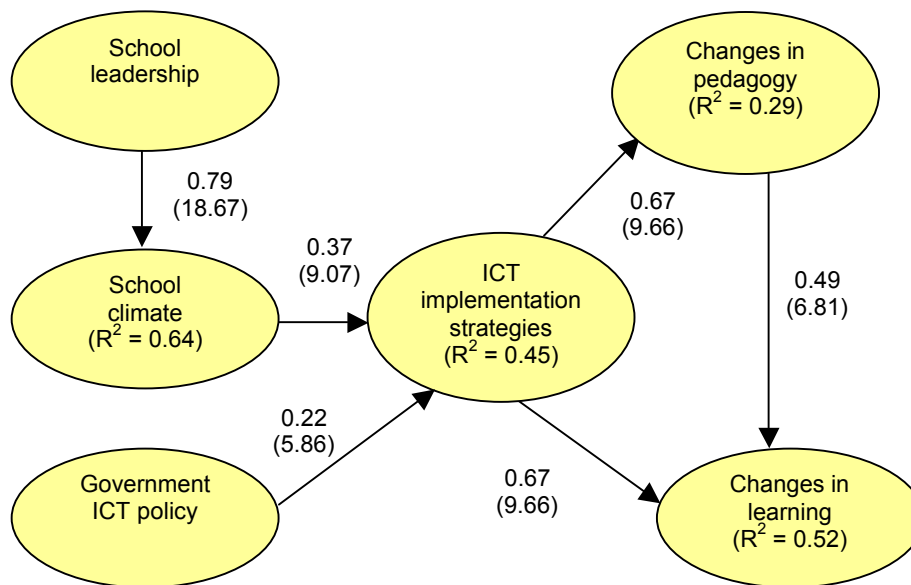 School
leadership
Changes in
pedagogy
(R² = 0.29)
0.79
(18.67)
0.67
(9.66)
School
climate
(R² = 0.64)
0.37
(9.07)
ICT
implementation
strategies
(R² = 0.45)
0.49
(6.81)
0.22
(5.86)
Government
ICT policy
0.67
(9.66)
Changes in
learning
(R² = 0.52)